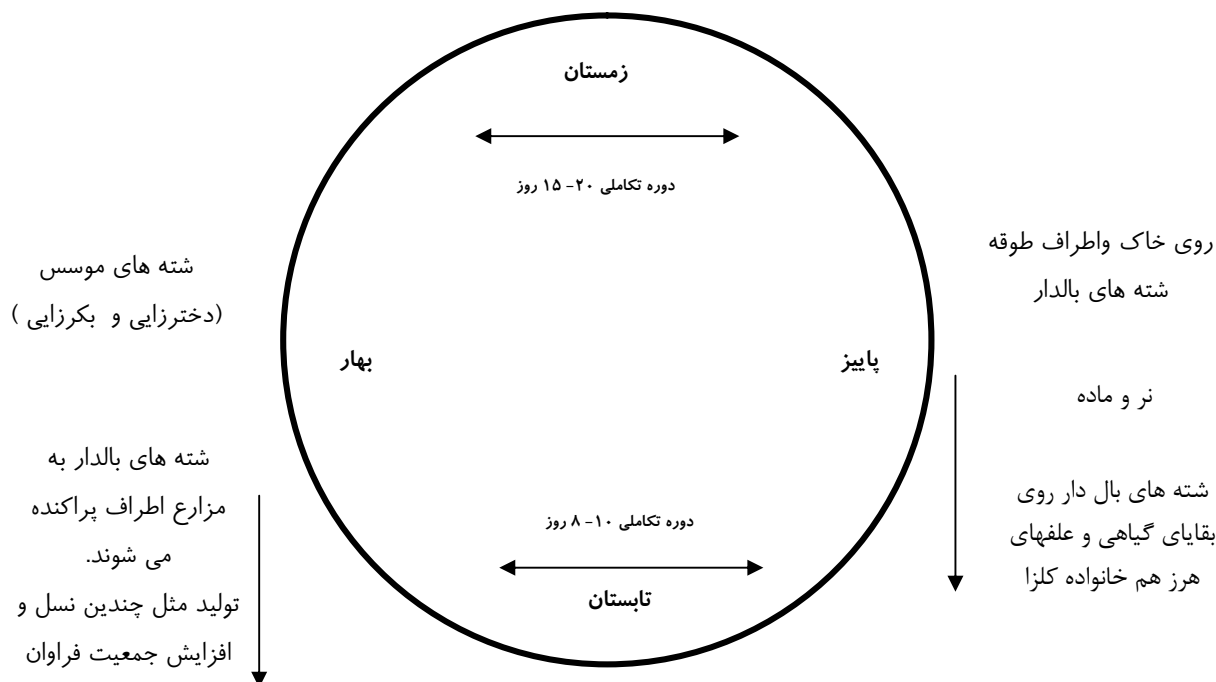 زمستان
دوره تکاملی ۲۰- ۱۵ روز
روی خاک واطراف طوقه
شته های بالدار
شته های موسس
(دخترزایی و بکرزایی )
پاییز
بهار
نر و ماده
شته های بالدار به
مزارع اطراف پراکنده
می شوند.
تولید مثل چندین نسل و
افزایش جمعیت فراوان
شته های بال دار روی
بقایای گیاهی و علفهای
هرز هم خانواده کلزا
دوره تکاملی ۱۰- ۸ روز
تابستان